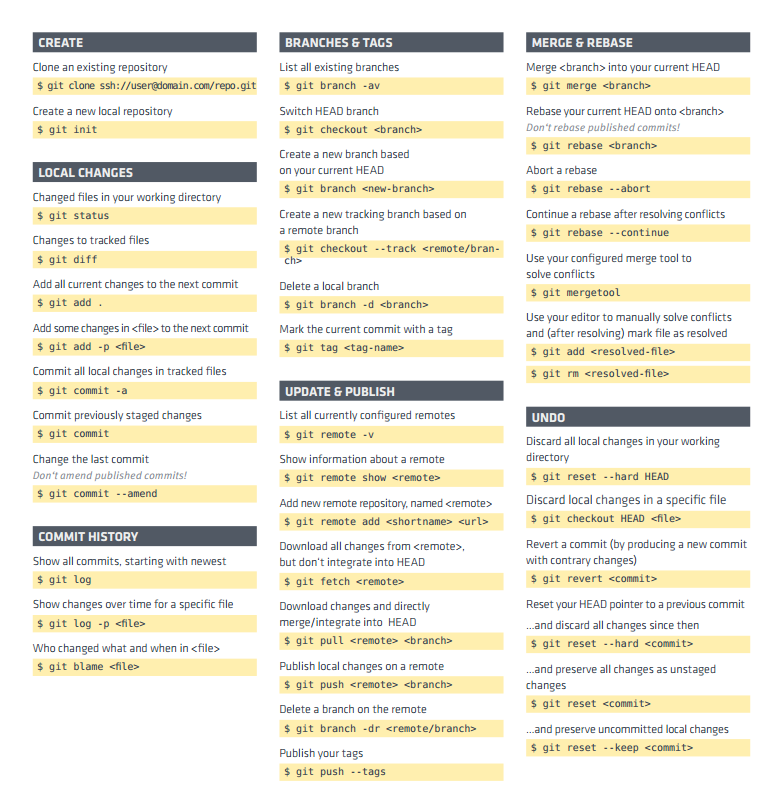 CREATE
Clone an existing repository
$ git clone ssh://user@domain.com/repo.git
Create a new local repository
$ git init
LOCAL CHANGES
Changed files in your working directory
$ git status
Changes to tracked files
$ git diff
Add all current changes to the next commit
$ git add .
Add some changes in <file> to the next commit
$ git add -p <file>
Commit all local changes in tracked files
$ git commit -a
Commit previously staged changes
$ git commit
Change the last commit
Don't amend published commits!
$ git commit --amend
COMMIT HISTORY
Show all commits, starting with newest
$ git log
Show changes over time for a specific file
$ git log -p <file>
Who changed what and when in <file>
$ git blame <file>
BRANCHES & TAGS
List all existing branches
$ git branch -av
Switch HEAD branch
$ git checkout <branch>
Create a new branch based
on your current HEAD
$ git branch <new-branch>
Create a new tracking branch based on
a remote branch
$ git checkout --track <remote/bran-
ch>
Delete a local branch
$ git branch -d <branch>
Mark the current commit with a tag
$ git tag <tag-name>
UPDATE & PUBLISH
List all currently configured remotes
$ git remote -v
Show information about a remote
$ git remote show <remote>
Add new remote repository, named <remote>
$ git remote add <shortname> <url>
Download all changes from <remote>,
but don't integrate into HEAD
$ git fetch <remote>
Download changes and directly
merge/integrate into HEAD
$ git pull <remote> <branch>
Publish local changes on a remote
$ git push <remote> <branch>
Delete a branch on the remote
$ git branch -dr <remote/branch>
Publish your tags
$ git push --tags
MERGE & REBASE
Merge <branch> into your current HEAD
$ git merge <branch>
Rebase your current HEAD onto <branch>
Don't rebase published commits!
$ git rebase <branch>
Abort a rebase
$ git rebase --abort
Continue a rebase after resolving conflicts
$ git rebase --continue
Use your configured merge tool to
solve conflicts
$ git mergetool
Use your editor to manually solve conflicts
and (after resolving) mark file as resolved
$ git add <resolved-file>
$ git rm <resolved-file>
UNDO
Discard all local changes in your working
directory
$ git reset --hard HEAD
Discard local changes in a specific file
$ git checkout HEAD <file>
Revert a commit (by producing a new commit
with contrary changes)
$ git revert <commit>
Reset your HEAD pointer to a previous commit
...and discard all changes since then
$ git reset --hard <commit>
...and preserve all changes as unstaged
changes
$ git reset <commit>
...and preserve uncommitted local changes
$ git reset --keep <commit>